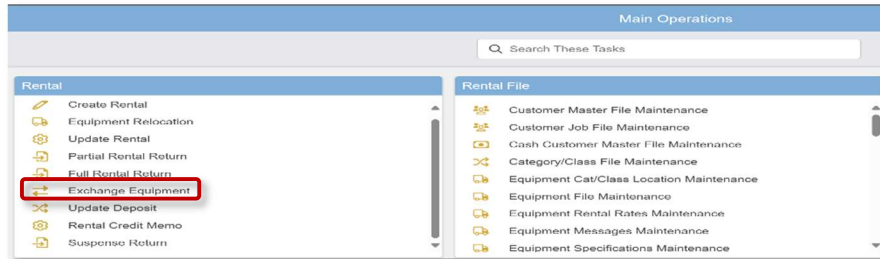 Main Operations
Search These Tasks
Rental
Create Rental
Equipment Relocation
Update Rental
Partial Rental Return
Full Rental Return
Exchange Equipment
Update Deposit
Rental Credit Memo
Suspense Return
Rental File
Customer Master File Maintenance
Customer Job File Maintenance
Cash Customer Master File Maintenance
Category/Class File Maintenance
Equipment Cat/Class Location Maintenance
Equipment File Maintenance
Equipment Rental Rates Maintenance
Equipment Messages Maintenance
Equipment Specifications Maintenance